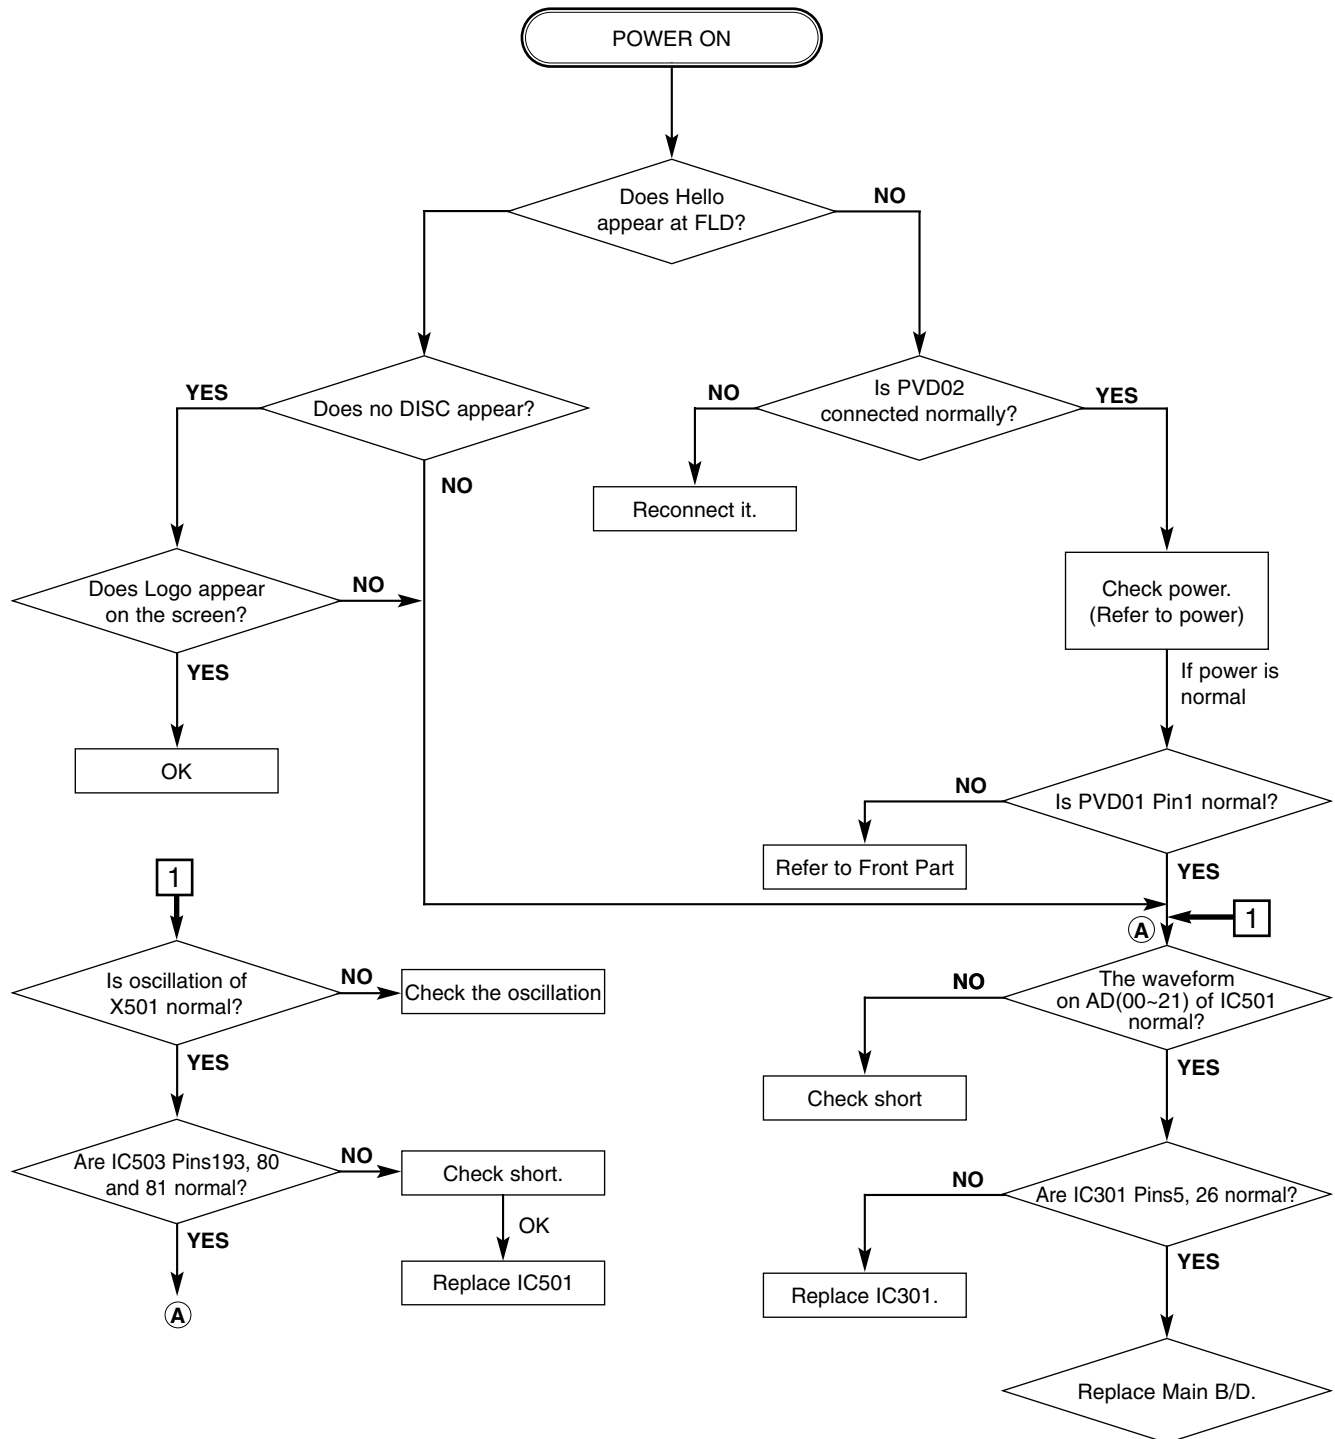 POWER ON
Does Hello
appear at FLD?
NO
YES
Does no DISC appear?
NO
NO
Is PVD02
connected normally?
YES
Reconnect it.
Does Logo appear
on the screen?
NO
YES
OK
Check power.
(Refer to power)
If power is
normal
NO
Is PVD01 Pin1 normal?
Refer to Front Part
YES
1
A
1
Is oscillation of
X501 normal?
NO
Check the oscillation
YES
NO
The waveform
on AD(00~21) of IC501
normal?
Check short
YES
Are IC503 Pins193, 80
and 81 normal?
NO
Check short.
OK
Replace IC501
YES
A
NO
Are IC301 Pins5, 26 normal?
Replace IC301.
YES
Replace Main B/D.